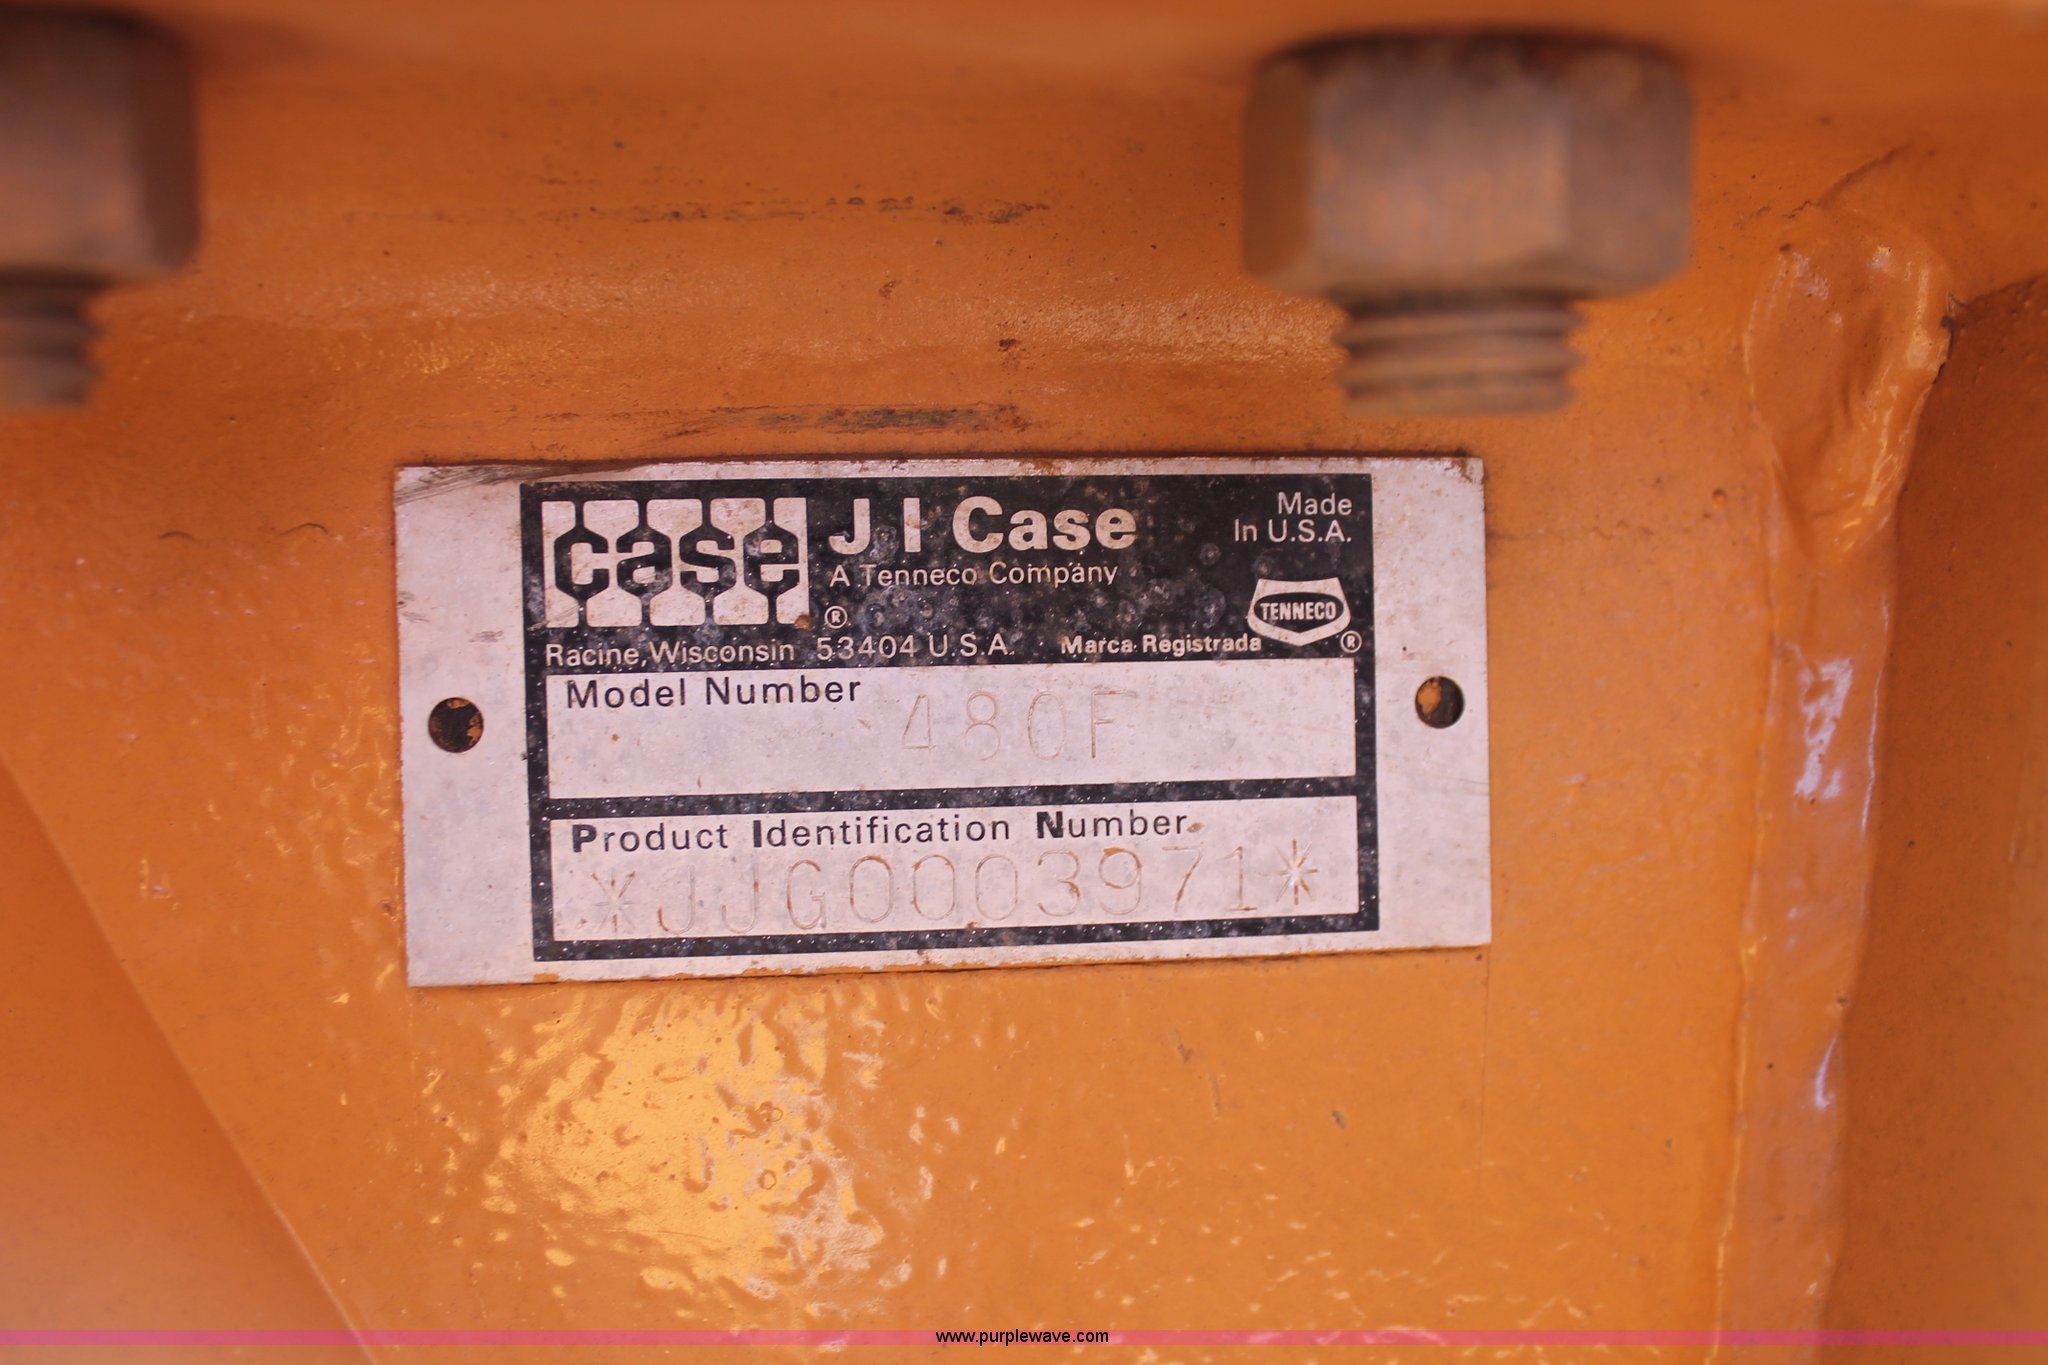 case
J I Case
Made
In U.S.A.
A Tenneco Company
TENNECO
®
Racine, Wisconsin 53404 U.S.A. Marca Registrada ®
Model Number
480F
Product Identification Number
*JJG0003971*
www.purplewave.com